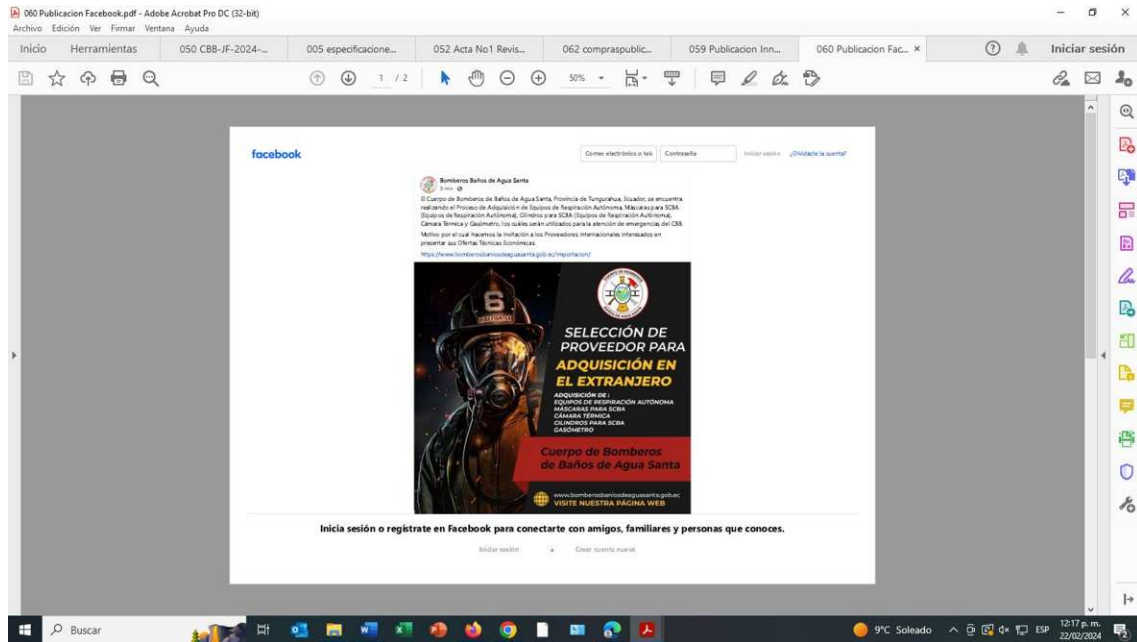 060 Publicacion Facebook.pdf - Adobe Acrobat Pro DC (32-bit)
Archivo Edición Ver Firmar Ventana Ayuda
Inicio Herramientas 050 CBB-JF-2024-... 005 especificacione... 052 Acta No1 Revis... 062 compraspublic... 059 Publicacion Inn... 060 Publicacion Fac... × Iniciar sesión
1 / 2 50%
facebook
Correo electrónico o telé Contraseña Iniciar sesión ¿Olvidaste la cuenta?
Bomberos Baños de Agua Santa
El Cuerpo de Bomberos de Baños de Agua Santa, Provincia de Tungurahua, Ecuador, se encuentra
realizando el Proceso de Adquisición de Equipos de Respiración Autónoma, Máscaras para SCBA
(Equipos de Respiración Autónoma), Cilindros para SCBA (Equipos de Respiración Autónoma),
Cámara Térmica y Gasómetro, los cuáles serán utilizados para la atención de emergencias del CBB.
Motivo por el cual hacemos la invitación a los Proveedores internacionales interesados en
presentar sus Ofertas Técnicas Económicas.
https://www.bomberosbaniosdeaguasanta.gob.ec/importacion/
6
FIREFIGHTER
SELECCIÓN DE
PROVEEDOR PARA
ADQUISICIÓN EN
EL EXTRANJERO
ADQUISICIÓN DE :
EQUIPOS DE RESPIRACIÓN AUTÓNOMA
MÁSCARAS PARA SCBA
CÁMARA TÉRMICA
CILINDROS PARA SCBA
GASÓMETRO
Cuerpo de Bomberos
de Baños de Agua Santa
www.bomberosbaniosdeaguasanta.gob.ec
VISITE NUESTRA PÁGINA WEB
Inicia sesión o regístrate en Facebook para conectarte con amigos, familiares y personas que conoces.
Iniciar sesión Crear cuenta nueva
Buscar 9°C Soleado ESP 12:17 p. m.
22/02/2024